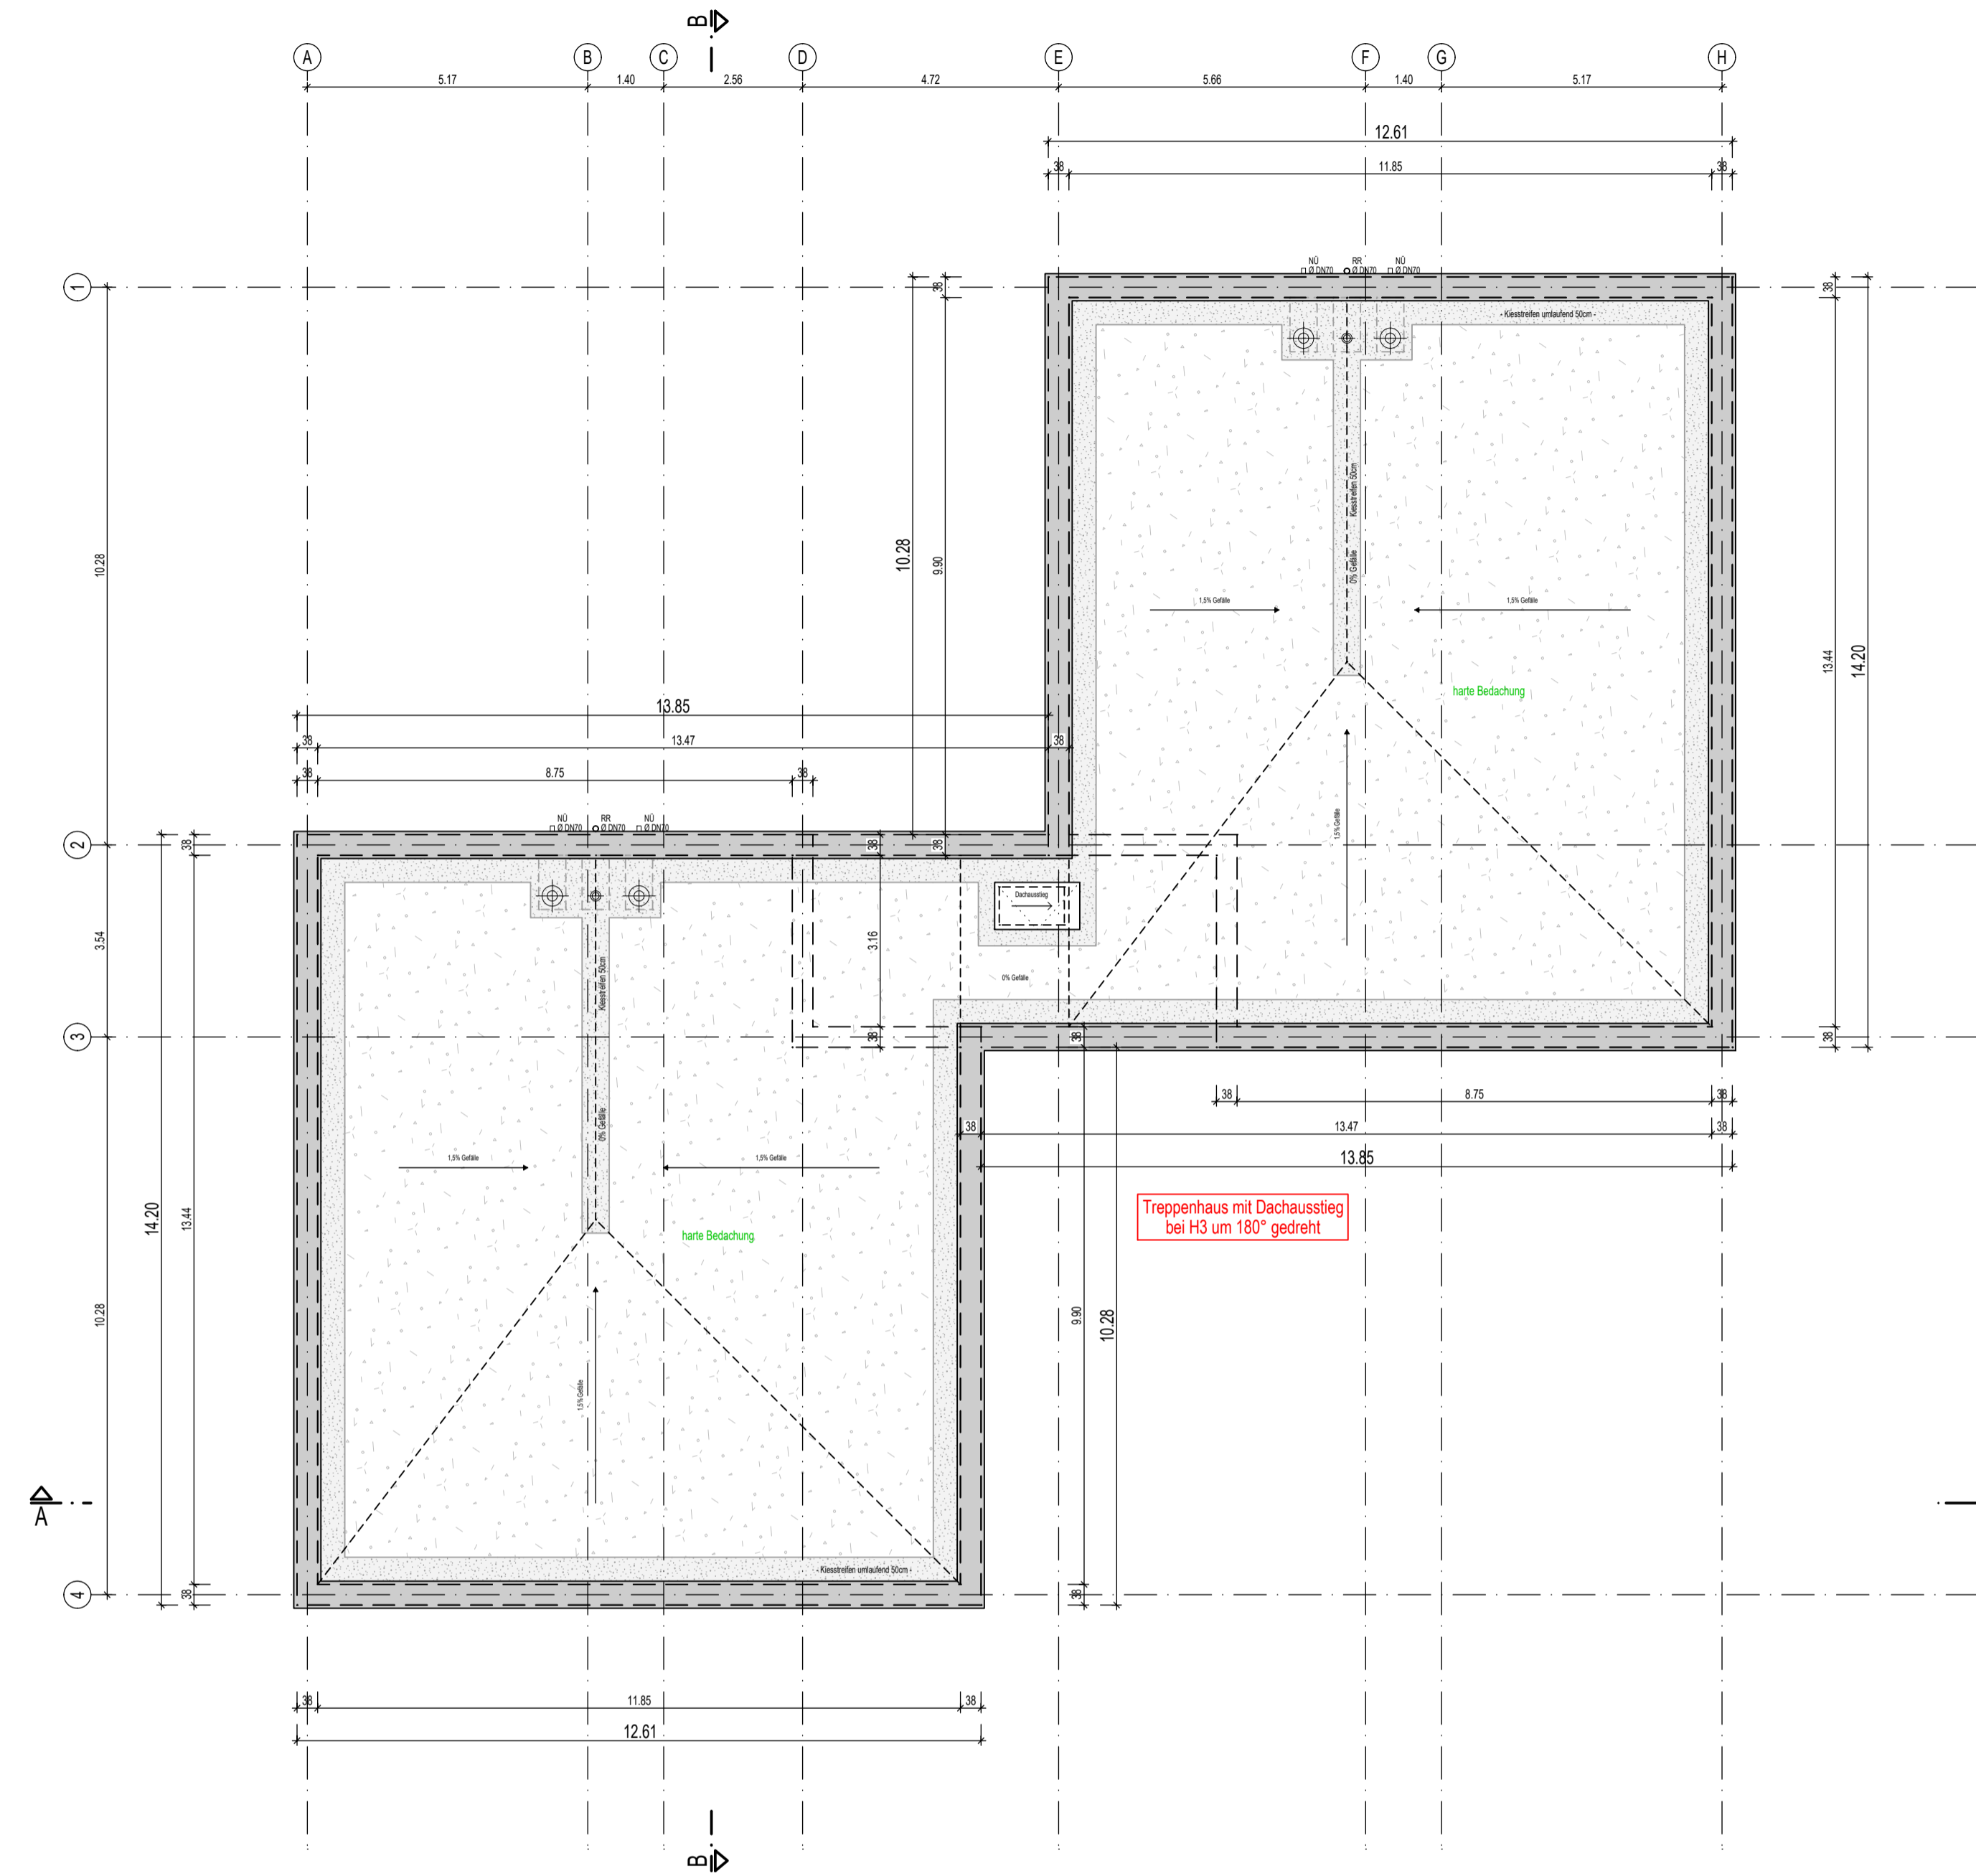 B
A
B
C
D
E
F
G
H
5.17
1.40
2.56
4.72
5.66
1.40
5.17
12.61
38
11.85
38
NÜ
Ø DN70
RR
Ø DN70
NÜ
Ø DN70
1
38
38
- Kiesstreifen umlaufend 50cm -
10.28
10.28
9.90
Kiesstreifen 50cm
0% Gefälle
1,5% Gefälle
1,5% Gefälle
13.44
14.20
harte Bedachung
13.85
38
13.47
38
38
8.75
38
1,5% Gefälle
NÜ
Ø DN70
RR
Ø DN70
NÜ
Ø DN70
2
38
38
38
Dachausstieg
3.54
3.16
Kiesstreifen 50cm
0% Gefälle
3
38
38
38
38
8.75
38
38
13.47
38
13.85
0% Gefälle
1,5% Gefälle
1,5% Gefälle
14.20
13.44
Treppenhaus mit Dachausstieg
bei H3 um 180° gedreht
harte Bedachung
10.28
9.90
10.28
1,5% Gefälle
A
- Kiesstreifen umlaufend 50cm -
4
38
38
38
11.85
38
12.61
B